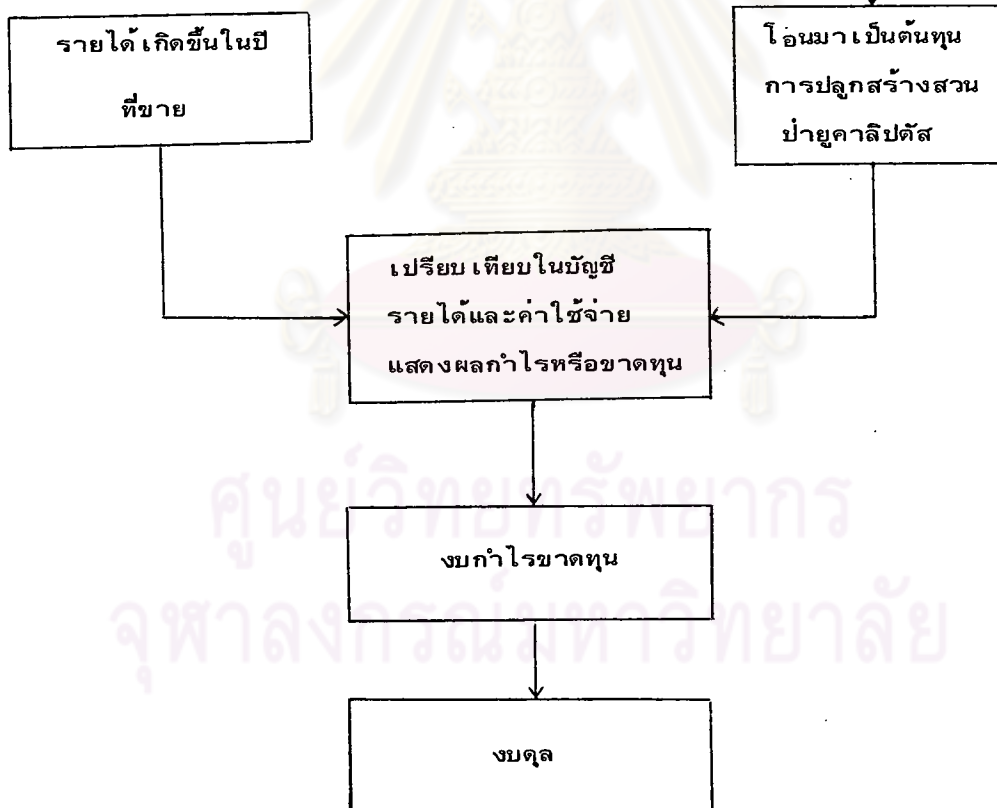 รายได้เกิดขึ้นในปี
ที่ขาย
โอนมาเป็นต้นทุน
การปลูกสร้างสวน
ป่ายูคาลิปตัส
เปรียบเทียบในบัญชี
รายได้และค่าใช้จ่าย
แสดงผลกำไรหรือขาดทุน
งบกำไรขาดทุน
งบดุล
ศูนย์วิทยทรัพยากร
จุฬาลงกรณ์มหาวิทยาลัย